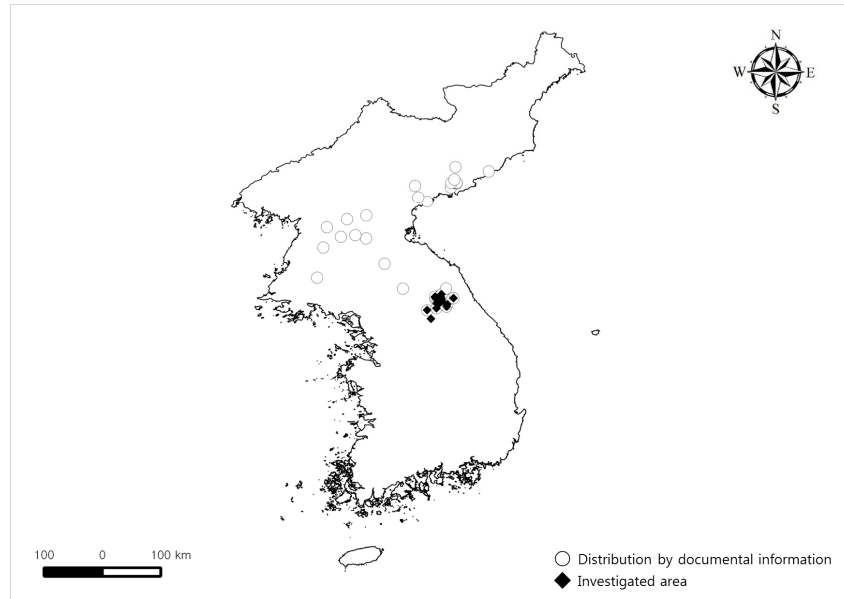 N
W E
S
100 0 100 km
Distribution by documental information
Investigated area